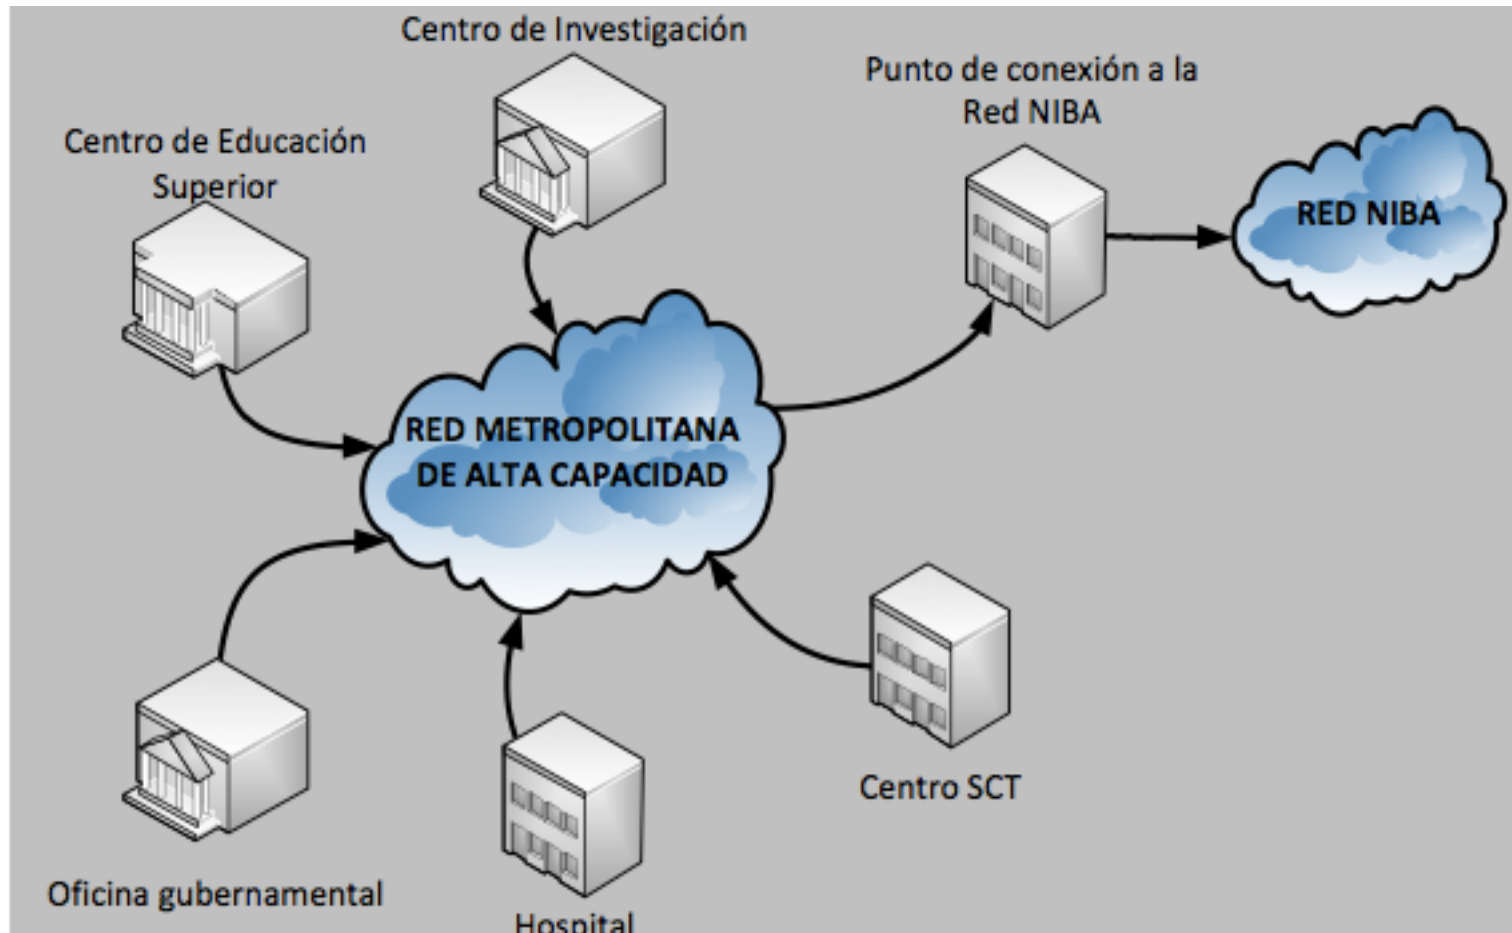 Centro de Investigación
Punto de conexión a la
Red NIBA
Centro de Educación
Superior
RED NIBA
RED METROPOLITANA
DE ALTA CAPACIDAD
Centro SCT
Oficina gubernamental
Hospital